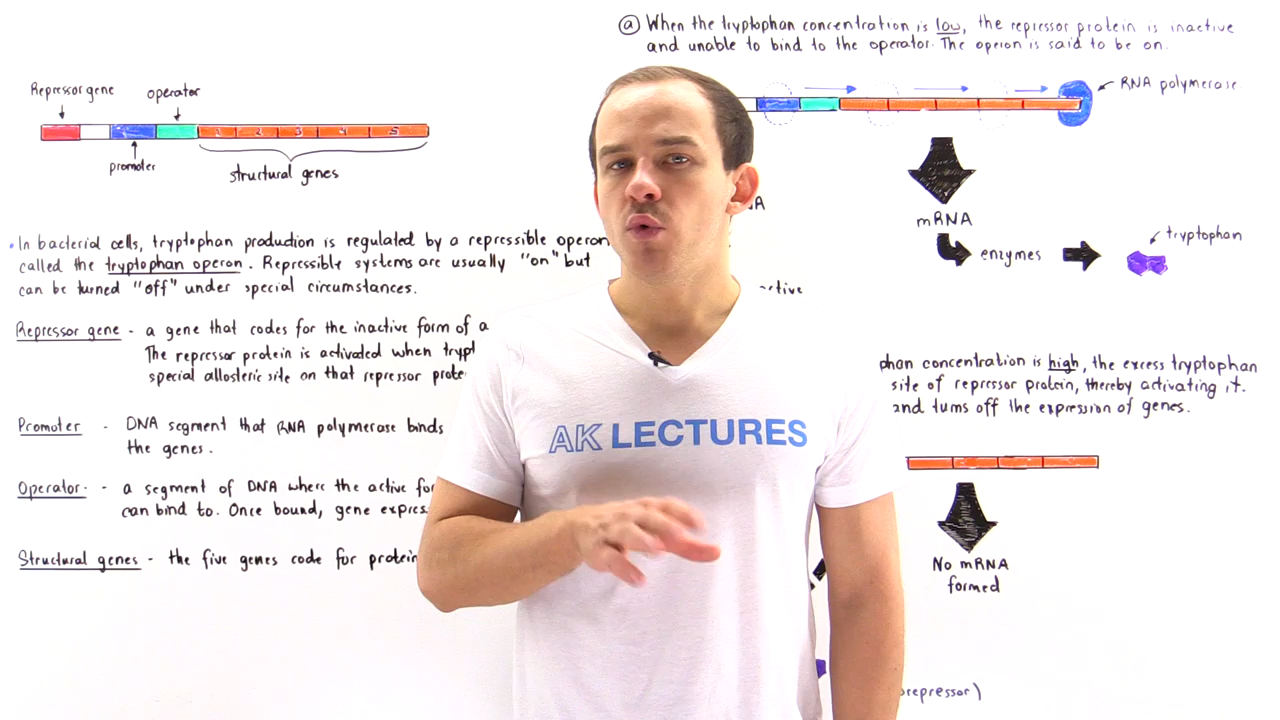 ⓐ When the tryptophan concentration is low, the repressor protein is inactive
and unable to bind to the operator. The operon is said to be on.
Repressor gene
operator
promoter
1 2 3 4 5
structural genes
RNA polymerase
mRNA
enzymes
tryptophan
• In bacterial cells, tryptophan production is regulated by a repressible operon
called the tryptophan operon. Repressible systems are usually "on" but
can be turned "off" under special circumstances.
Repressor gene - a gene that codes for the inactive form of a
The repressor protein is activated when
special allosteric site on that repressor
Promoter - DNA segment that RNA polymerase binds
the genes.
Operator - a segment of DNA where the active
can bind to. Once bound, gene
Structural genes - the five genes code for
concentration is high, the excess tryptophan
site of repressor protein, thereby activating it.
and turns off the expression of genes.
No mRNA
formed
AK LECTURES